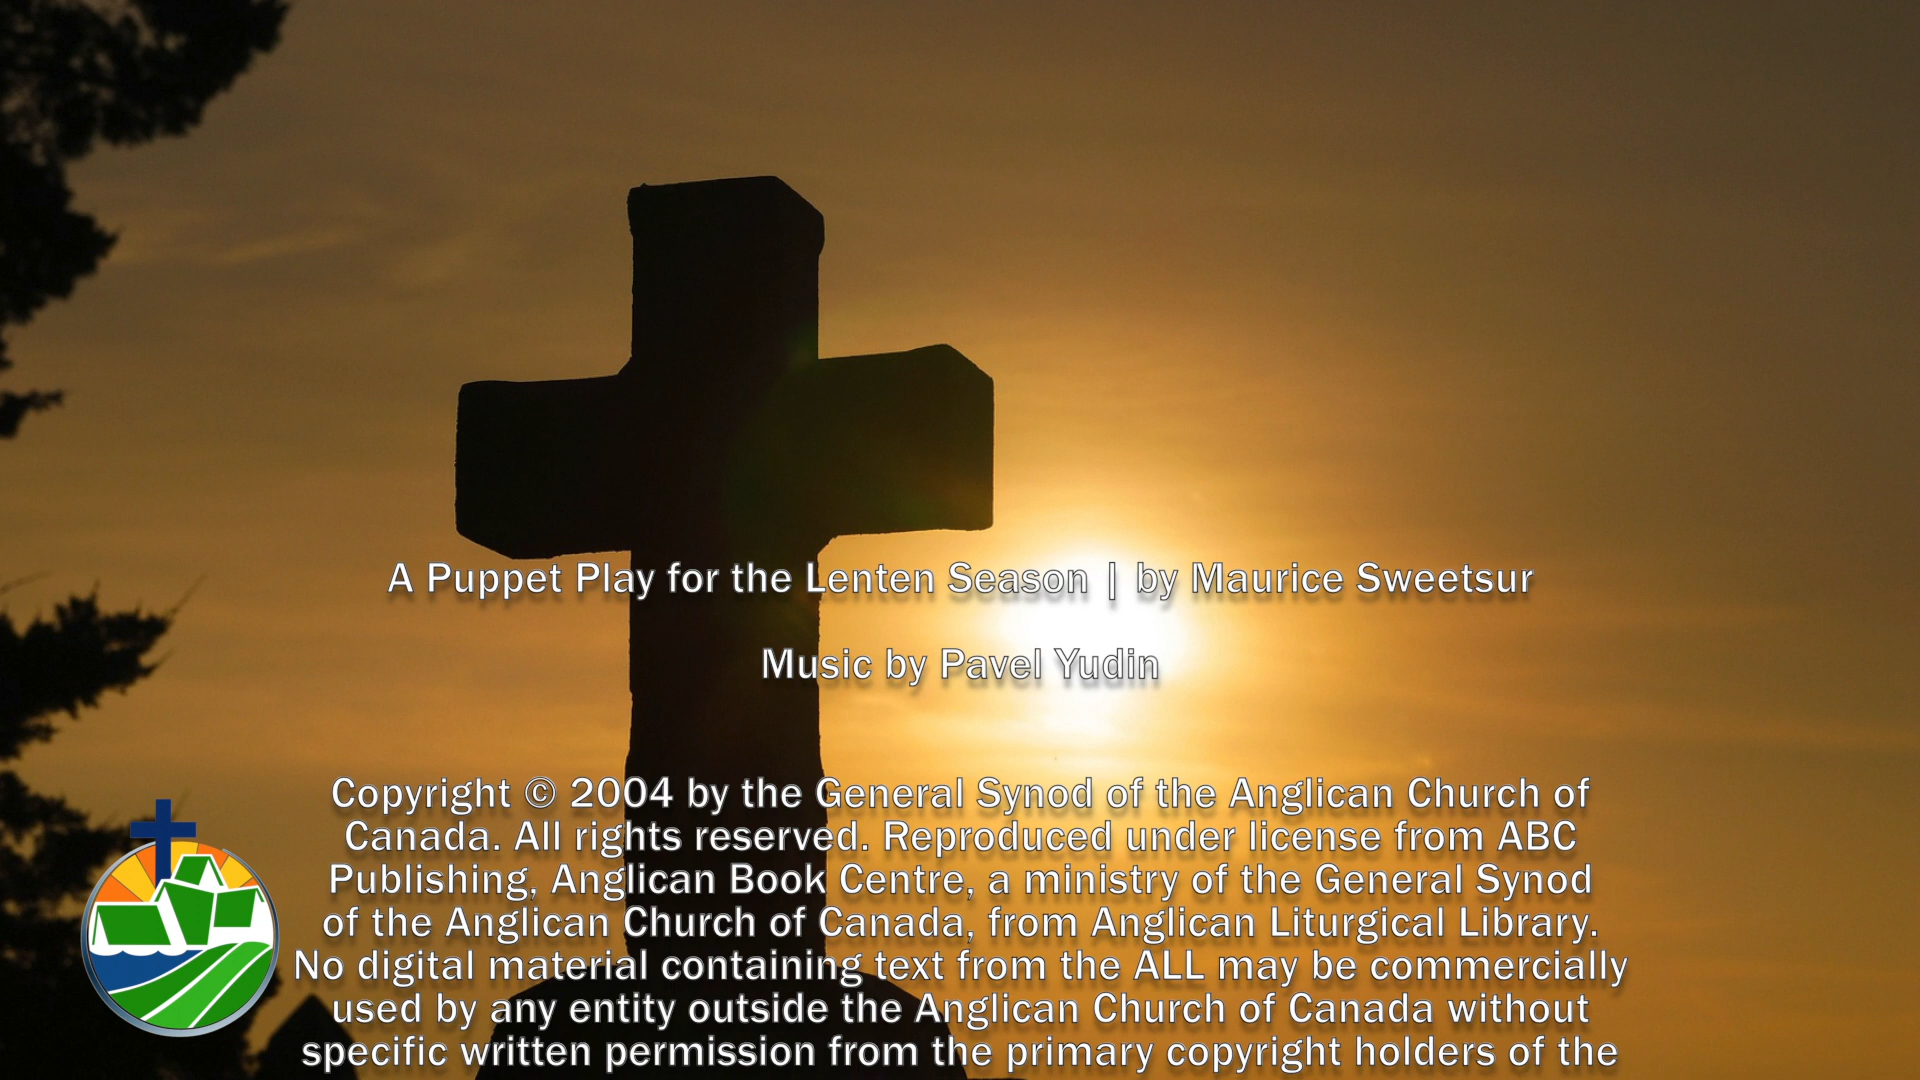 A Puppet Play for the Lenten Season | by Maurice Sweetsur
Music by Pavel Yudin
Copyright © 2004 by the General Synod of the Anglican Church of
Canada. All rights reserved. Reproduced under license from ABC
Publishing, Anglican Book Centre, a ministry of the General Synod
of the Anglican Church of Canada, from Anglican Liturgical Library.
No digital material containing text from the ALL may be commercially
used by any entity outside the Anglican Church of Canada without
specific written permission from the primary copyright holders of the